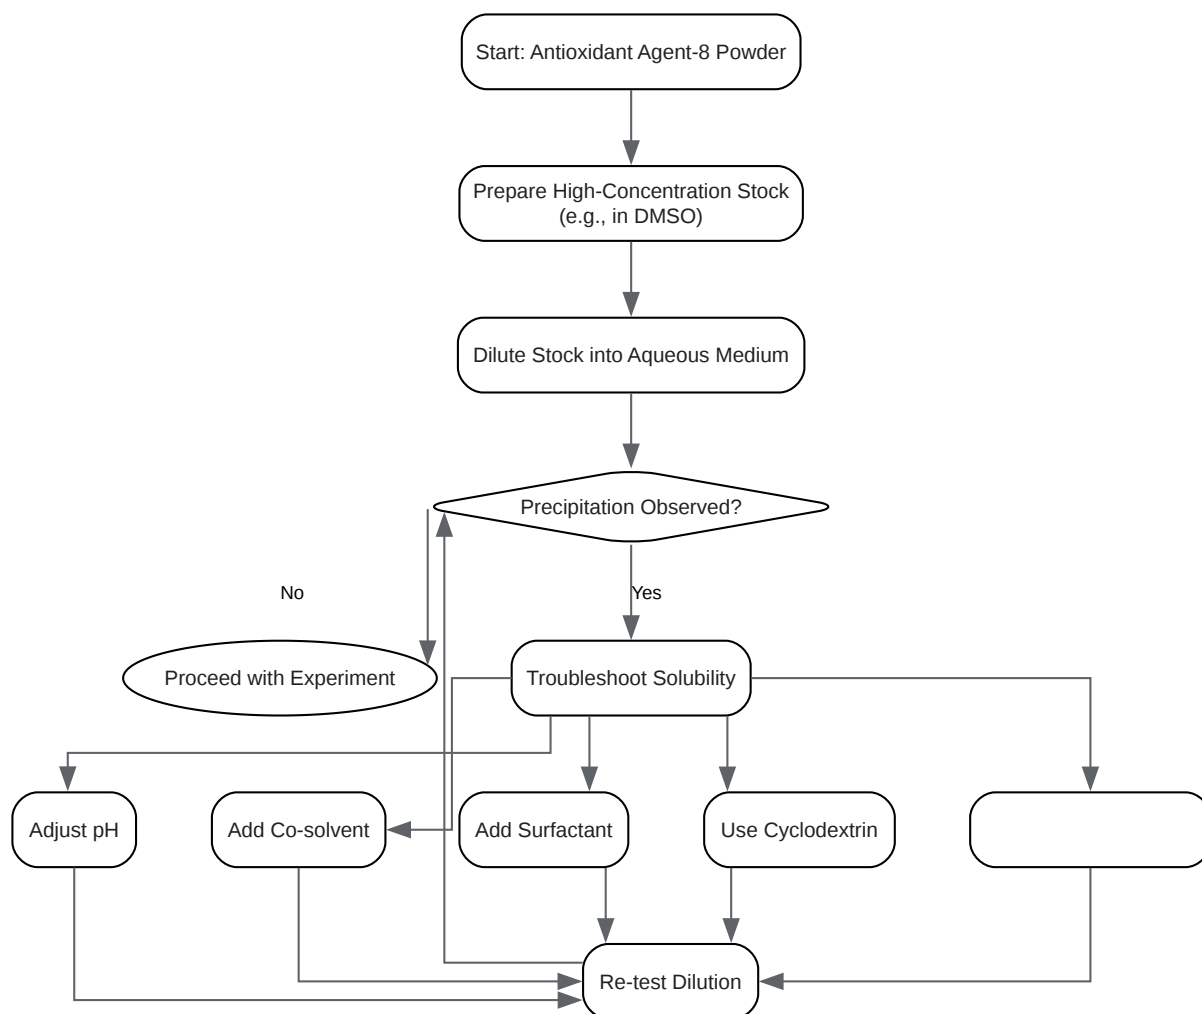 Start: Antioxidant Agent-8 Powder
Prepare High-Concentration Stock
(e.g., in DMSO)
Dilute Stock into Aqueous Medium
Precipitation Observed?
No
Yes
Proceed with Experiment
Troubleshoot Solubility
Adjust pH
Add Co-solvent
Add Surfactant
Use Cyclodextrin
Re-test Dilution